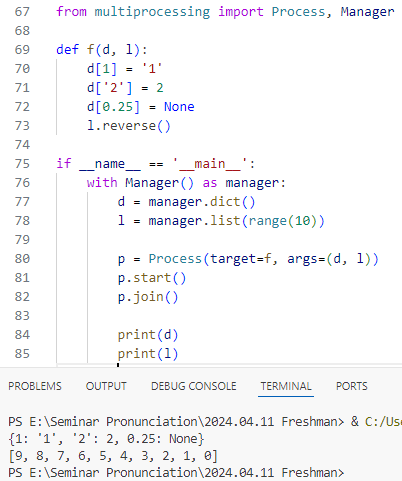 67 from multiprocessing import Process, Manager
68
69 def f(d, l):
70     d[1] = '1'
71     d['2'] = 2
72     d[0.25] = None
73     l.reverse()
74
75 if __name__ == '__main__':
76     with Manager() as manager:
77         d = manager.dict()
78         l = manager.list(range(10))
79
80         p = Process(target=f, args=(d, l))
81         p.start()
82         p.join()
83
84         print(d)
85         print(l)
PROBLEMS OUTPUT DEBUG CONSOLE TERMINAL PORTS
PS E:\Seminar Pronunciation\2024.04.11 Freshman> & C:/Use
{1: '1', '2': 2, 0.25: None}
[9, 8, 7, 6, 5, 4, 3, 2, 1, 0]
PS E:\Seminar Pronunciation\2024.04.11 Freshman>